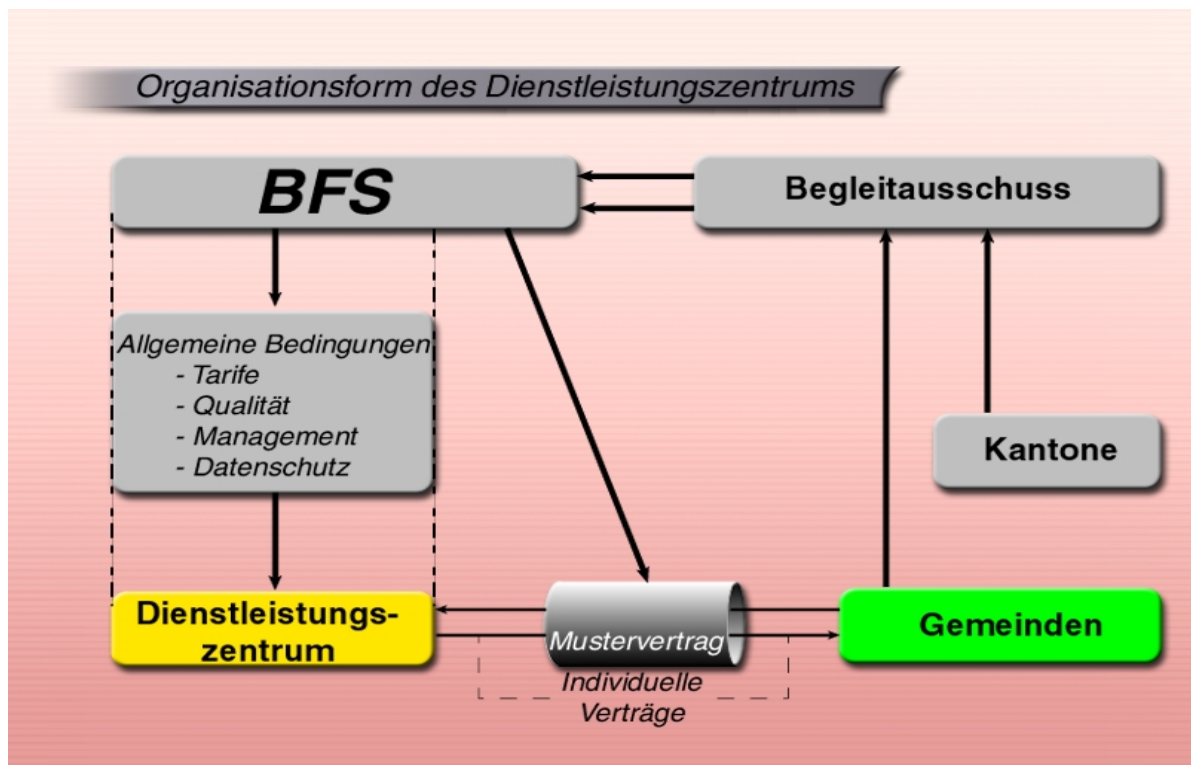 Organisationsform des Dienstleistungszentrums
BFS
Begleitausschuss
Allgemeine Bedingungen
- Tarife
- Qualität
- Management
- Datenschutz
Kantone
Dienstleistungs-
zentrum
Mustervertrag
Gemeinden
Individuelle
Verträge